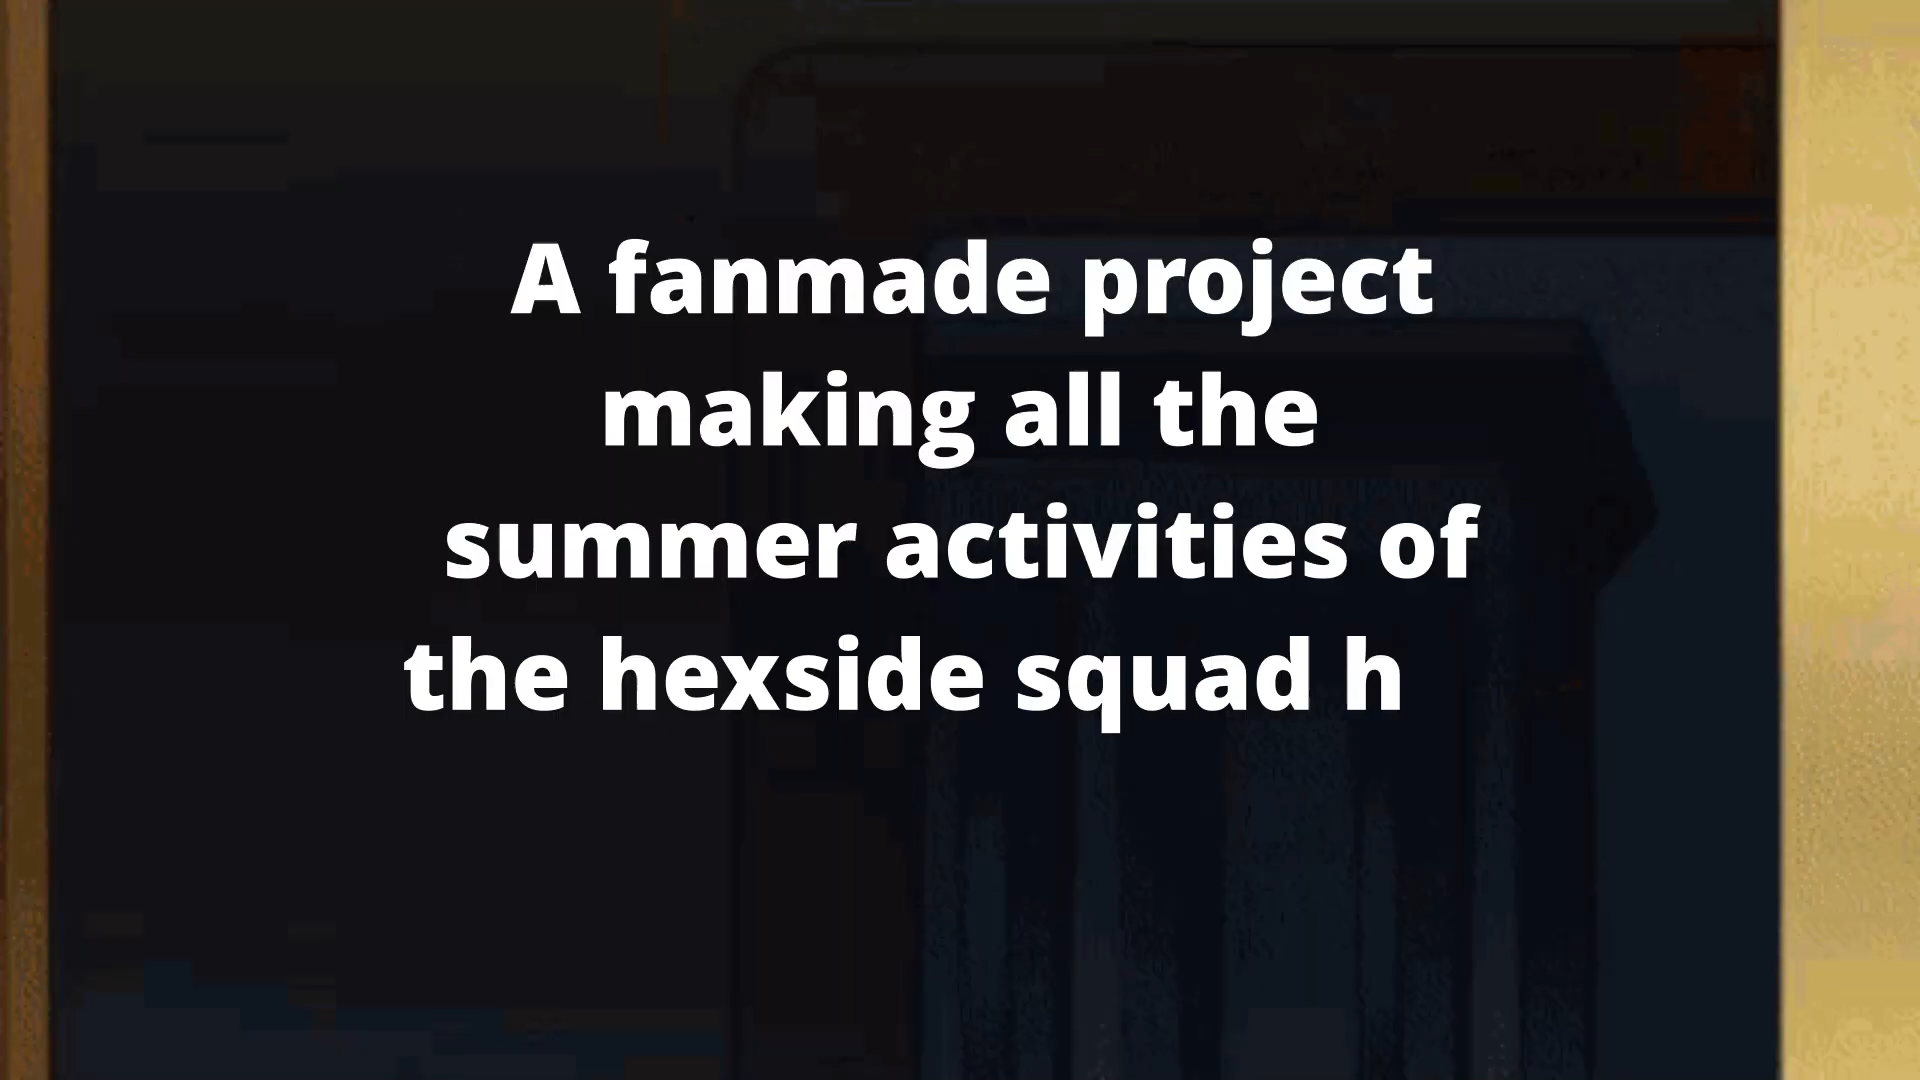 A fanmade project
making all the
summer activities of
the hexside squad h